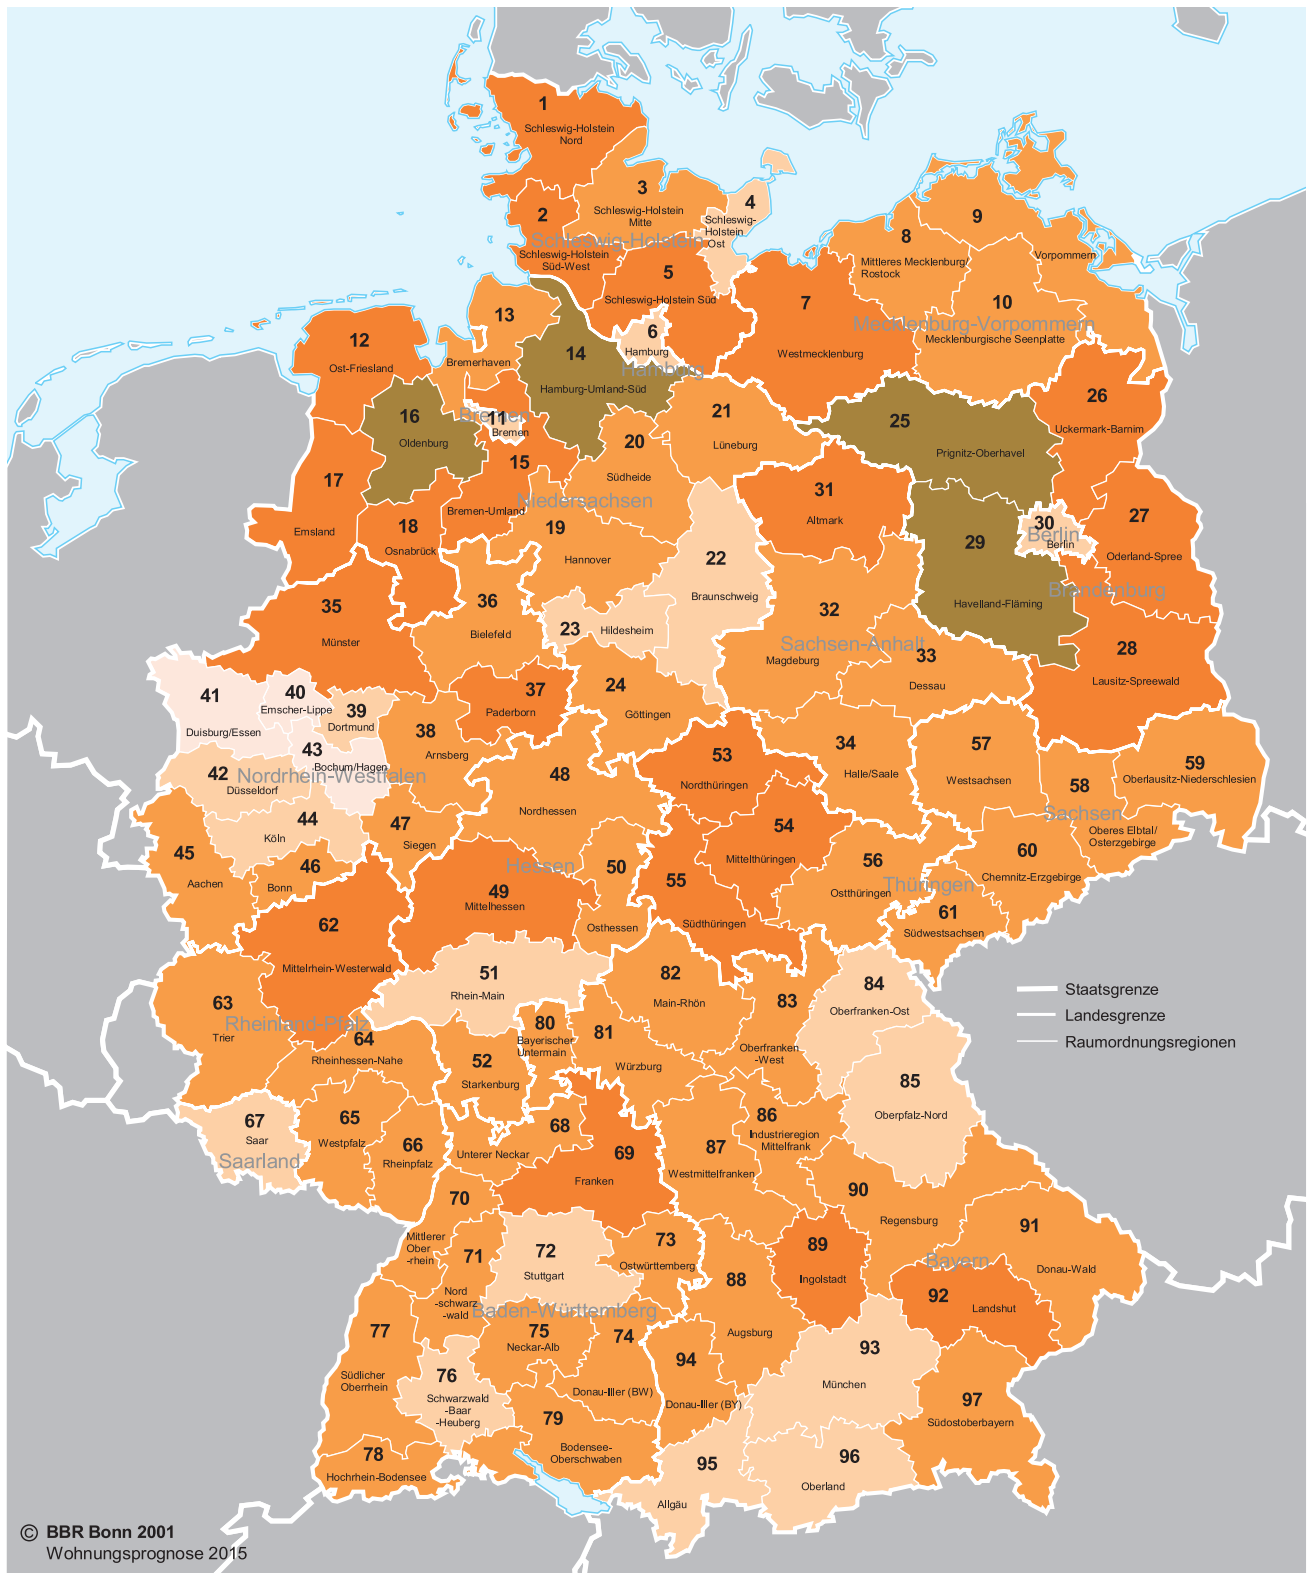 1
Schleswig-Holstein
Nord
3
Schleswig-Holstein
Mitte
4
Schleswig-
Holstein
Ost
2
Schleswig-Holstein
Schleswig-Holstein
Süd-West
5
Schleswig-Holstein Süd
9
Vorpommern
8
Mittleres Mecklenburg/
Rostock
7
Westmecklenburg
10
Mecklenburg-Vorpommern
Mecklenburgische Seenplatte
6
Hamburg
Hamburg
13
Bremerhaven
12
Ost-Friesland
14
Hamburg-Umland-Süd
16
Oldenburg
Bremen
11
Bremen
15
Bremen-Umland
20
Südheide
21
Lüneburg
25
Prignitz-Oberhavel
26
Uckermark-Barnim
17
Emsland
18
Osnabrück
Niedersachsen
19
Hannover
31
Altmark
30
Berlin
Berlin
27
Oderland-Spree
29
Havelland-Fläming
Brandenburg
22
Braunschweig
35
Münster
36
Bielefeld
23
Hildesheim
32
Sachsen-Anhalt
Magdeburg
33
Dessau
28
Lausitz-Spreewald
41
Duisburg/Essen
40
Emscher-Lippe
39
Dortmund
37
Paderborn
24
Göttingen
38
Arnsberg
43
Bochum/Hagen
42
Nordrhein-Westfalen
Düsseldorf
48
Nordhessen
53
Nordthüringen
34
Halle/Saale
57
Westsachsen
58
Sachsen
Oberes Elbtal/
Osterzgebirge
59
Oberlausitz-Niederschlesien
44
Köln
47
Siegen
45
Aachen
46
Bonn
Hessen
49
Mittelhessen
50
Osthessen
54
Mittelthüringen
55
Südthüringen
56
Ostthüringen
Thüringen
60
Chemnitz-Erzgebirge
61
Südwestsachsen
62
Mittelrhein-Westerwald
51
Rhein-Main
82
Main-Rhön
83
Oberfranken
-West
84
Oberfranken-Ost
Staatsgrenze
Landesgrenze
Raumordnungsregionen
63
Rheinland-Pfalz
Trier
64
Rheinhessen-Nahe
52
Starkenburg
80
Bayerischer
Untermain
81
Würzburg
85
Oberpfalz-Nord
67
Saar
Saarland
65
Westpfalz
66
Rheinpfalz
68
Unterer Neckar
69
Franken
87
Westmittelfranken
86
Industrieregion
Mittelfrank
90
Regensburg
70
Mittlerer
Ober
-rhein
71
Nord
-schwarz
-wald
72
Stuttgart
73
Ostwürttemberg
88
Augsburg
89
Ingolstadt
91
Donau-Wald
Bayern
92
Landshut
Baden-Württemberg
77
Südlicher
Oberrhein
75
Neckar-Alb
74
Donau-Iller (BW)
94
Donau-Iller (BY)
93
München
76
Schwarzwald
-Baar
-Heuberg
79
Bodensee-
Oberschwaben
97
Südostoberbayern
78
Hochrhein-Bodensee
95
Allgäu
96
Oberland
© BBR Bonn 2001
Wohnungsprognose 2015